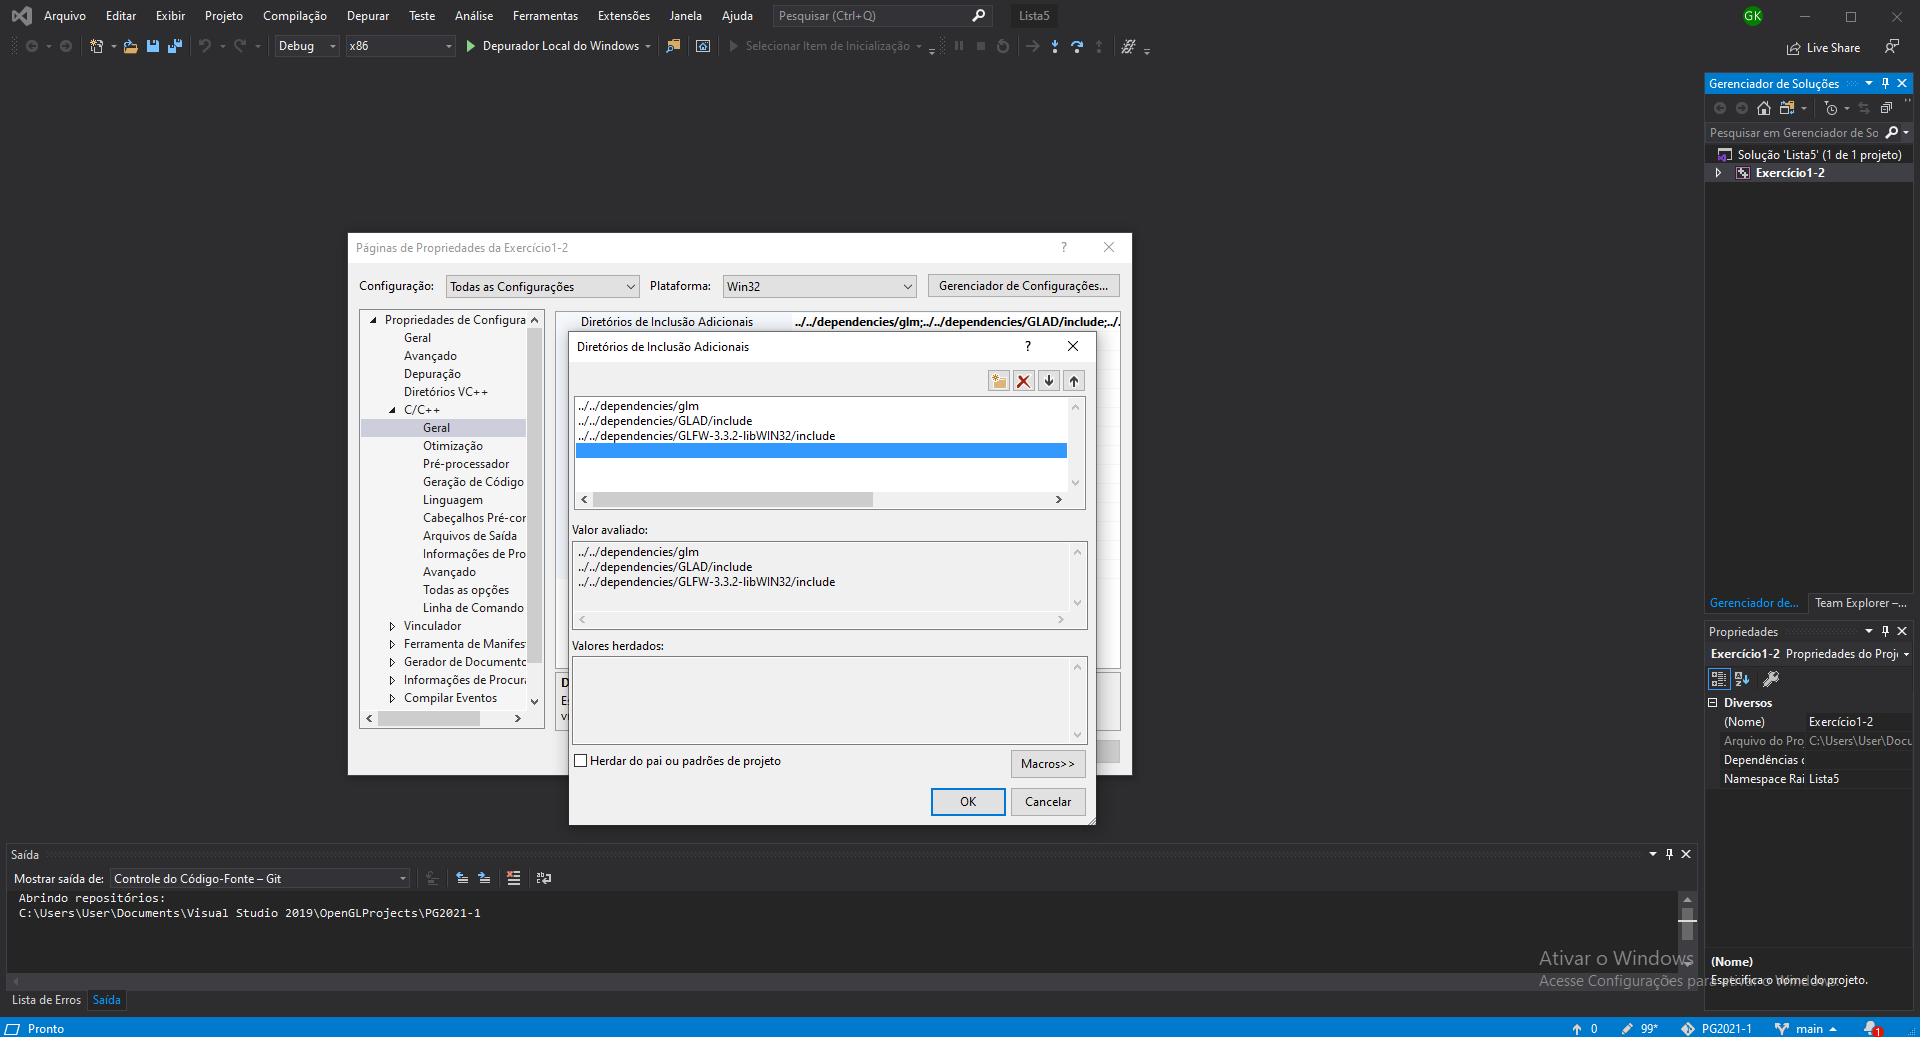 Arquivo Editar Exibir Projeto Compilação Depurar Teste Análise Ferramentas Extensões Janela Ajuda Pesquisar (Ctrl+Q) Lista5 GK
Debug x86 Depurador Local do Windows Selecionar Item de Inicialização Live Share
Gerenciador de Soluções
Pesquisar em Gerenciador de So
Solução 'Lista5' (1 de 1 projeto)
Exercício1-2
Páginas de Propriedades da Exercício1-2 ?
Configuração: Todas as Configurações Plataforma: Win32 Gerenciador de Configurações...
Propriedades de Configura
Geral
Avançado
Depuração
Diretórios VC++
C/C++
Geral
Otimização
Pré-processador
Geração de Código
Linguagem
Cabeçalhos Pré-cor
Arquivos de Saída
Informações de Pro
Avançado
Todas as opções
Linha de Comando
Vinculador
Ferramenta de Manifes
Gerador de Documento
Informações de Procura
Compilar Eventos
Diretórios de Inclusão Adicionais ../../dependencies/glm;../../dependencies/GLAD/include;../.
D
Es
vi
Diretórios de Inclusão Adicionais ?
../../dependencies/glm
../../dependencies/GLAD/include
../../dependencies/GLFW-3.3.2-libWIN32/include
Valor avaliado:
../../dependencies/glm
../../dependencies/GLAD/include
../../dependencies/GLFW-3.3.2-libWIN32/include
Valores herdados:
Herdar do pai ou padrões de projeto Macros>>
OK Cancelar
Gerenciador de... Team Explorer –...
Propriedades
Exercício1-2 Propriedades do Proje
Diversos
(Nome) Exercício1-2
Arquivo do Pro C:\Users\User\Docu
Dependências d
Namespace Rai Lista5
(Nome)
Especifica o nome do projeto.
Saída
Mostrar saída de: Controle do Código-Fonte – Git
Abrindo repositórios:
C:\Users\User\Documents\Visual Studio 2019\OpenGLProjects\PG2021-1
Ativar o Windows
Acesse Configurações para ativar o Windows.
Lista de Erros Saída
Pronto 0 99* PG2021-1 main 1